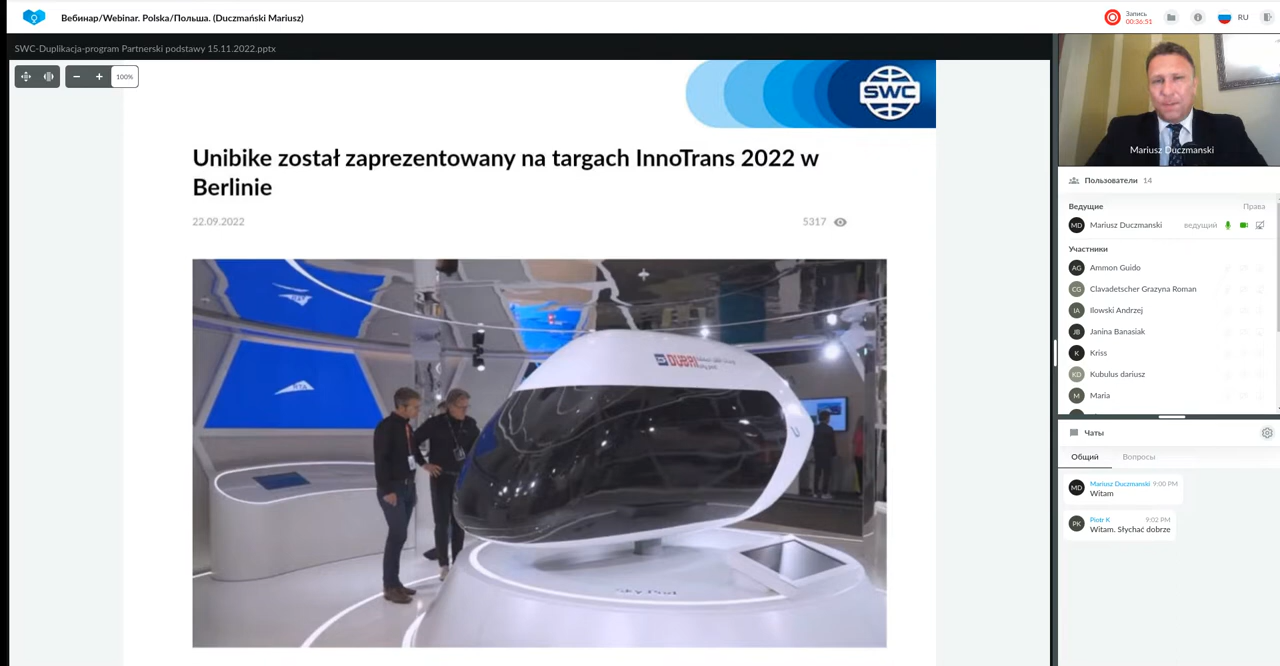 Вебинар/Webinar. Polska/Польша. (Duczmański Mariusz)
Запись
00:36:51
RU
SWC-Duplikacja-program Partnerski podstawy 15.11.2022.pptx
100%
SWC
Unibike został zaprezentowany na targach InnoTrans 2022 w
Berlinie
22.09.2022
5317
DUBAI
Mariusz Duczmanski
Пользователи 14
Ведущие Права
MD Mariusz Duczmanski ведущий
Участники
AG Ammon Guido
CG Clavadetscher Grazyna Roman
IA Ilowski Andrzej
JB Janina Banasiak
K Kriss
KD Kubulus dariusz
M Maria
Чаты
Общий Вопросы
MD Mariusz Duczmanski 9:00 PM
Witam
PK Piotr K 9:02 PM
Witam. Słychać dobrze